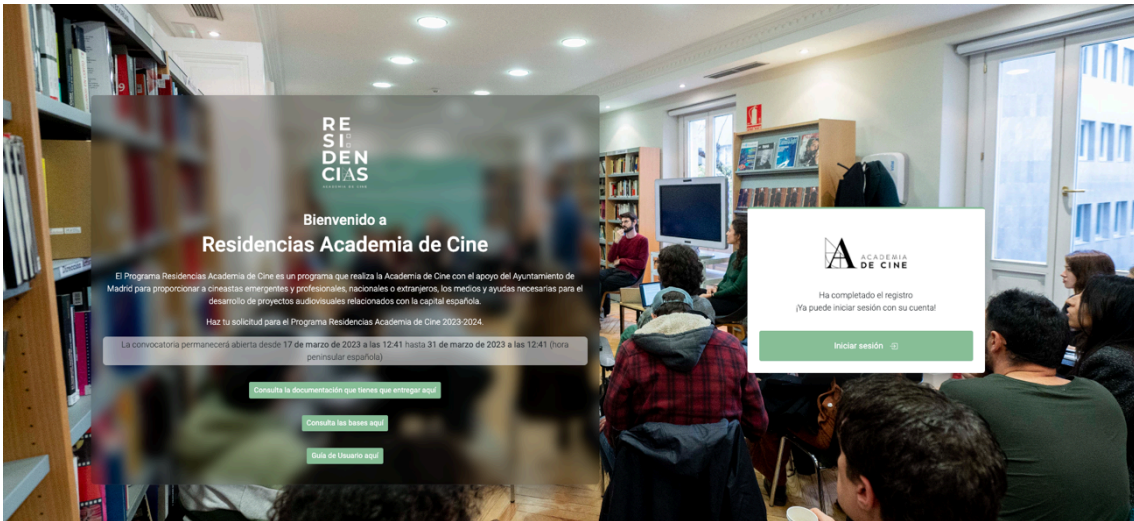 RE
SI
DEN
CIAS
ACADEMIA DE CINE
Bienvenido a
Residencias Academia de Cine
El Programa Residencias Academia de Cine es un programa que realiza la Academia de Cine con el apoyo del Ayuntamiento de
Madrid para proporcionar a cineastas emergentes y profesionales, nacionales o extranjeros, los medios y ayudas necesarias para el
desarrollo de proyectos audiovisuales relacionados con la capital española.
Haz tu solicitud para el Programa Residencias Academia de Cine 2023-2024.
La convocatoria permanecerá abierta desde 17 de marzo de 2023 a las 12:41 hasta 31 de marzo de 2023 a las 12:41 (hora
peninsular española)
Consulta la documentación que tienes que entregar aquí
Consulta las bases aquí
Guía de Usuario aquí
ACADEMIA
DE CINE
Ha completado el registro
¡Ya puede iniciar sesión con su cuenta!
Iniciar sesión